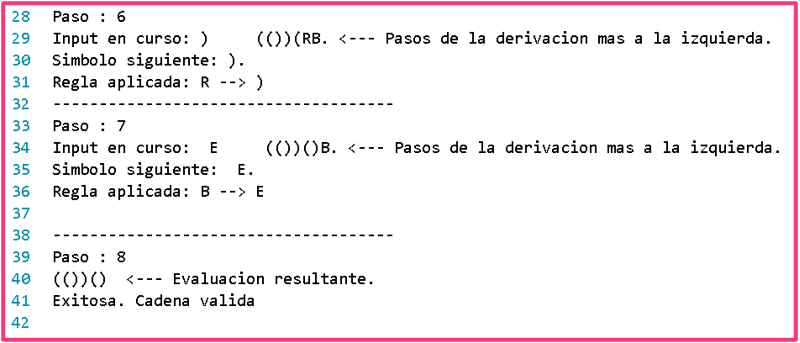 28 Paso : 6
29 Input en curso: )     (())(RB. <--- Pasos de la derivacion mas a la izquierda.
30 Simbolo siguiente: ).
31 Regla aplicada: R --> )
32 -------------------------------------
33 Paso : 7
34 Input en curso:  E     (())()B. <--- Pasos de la derivacion mas a la izquierda.
35 Simbolo siguiente:  E.
36 Regla aplicada: B --> E
37
38 -------------------------------------
39 Paso : 8
40 (())()  <--- Evaluacion resultante.
41 Exitosa. Cadena valida
42